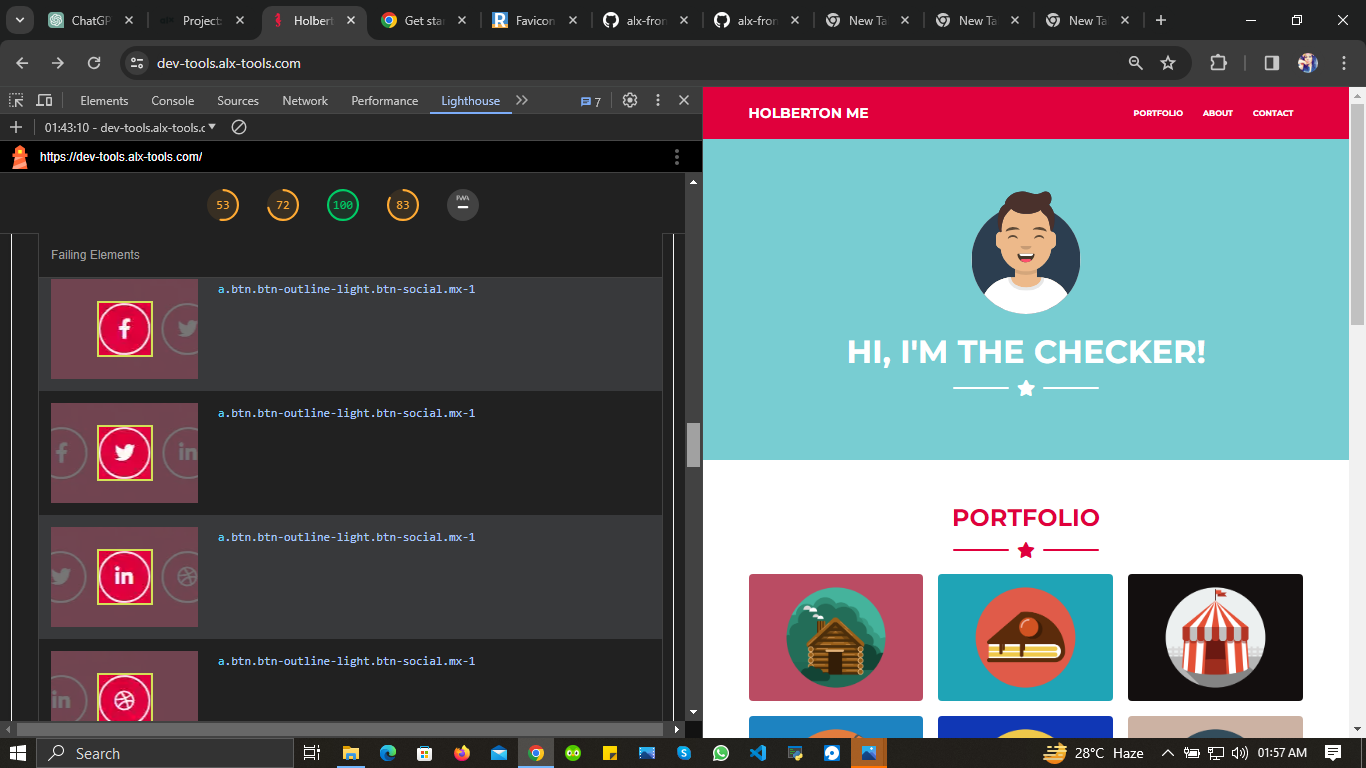 ChatGP
Project
Holbert
Get star
Favicon
alx-fron
alx-fron
New Ta
New Ta
New Ta
dev-tools.alx-tools.com
Elements
Console
Sources
Network
Performance
Lighthouse
7
01:43:10 - dev-tools.alx-tools.c
https://dev-tools.alx-tools.com/
53
72
100
83
PWA
Failing Elements
a.btn.btn-outline-light.btn-social.mx-1
a.btn.btn-outline-light.btn-social.mx-1
a.btn.btn-outline-light.btn-social.mx-1
a.btn.btn-outline-light.btn-social.mx-1
HOLBERTON ME
PORTFOLIO
ABOUT
CONTACT
HI, I'M THE CHECKER!
PORTFOLIO
Search
28°C Haze
01:57 AM